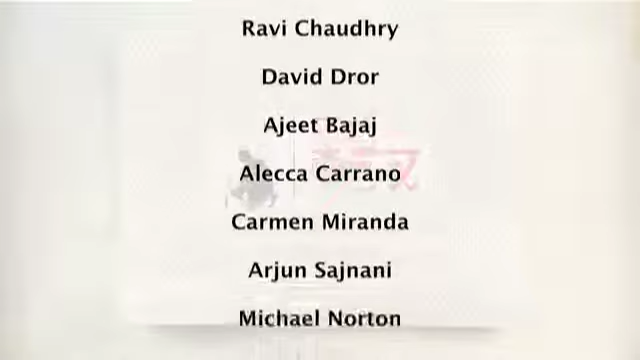 Ravi Chaudhry
David Dror
Ajeet Bajaj
Alecca Carrano
Carmen Miranda
Arjun Sajnani
Michael Norton